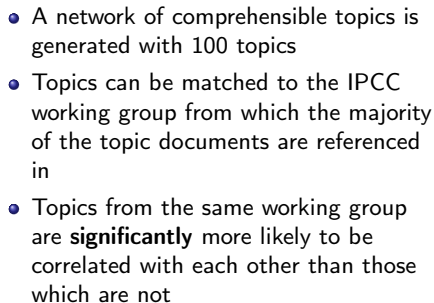 • A network of comprehensible topics is
generated with 100 topics
• Topics can be matched to the IPCC
working group from which the majority
of the topic documents are referenced
in
• Topics from the same working group
are significantly more likely to be
correlated with each other than those
which are not